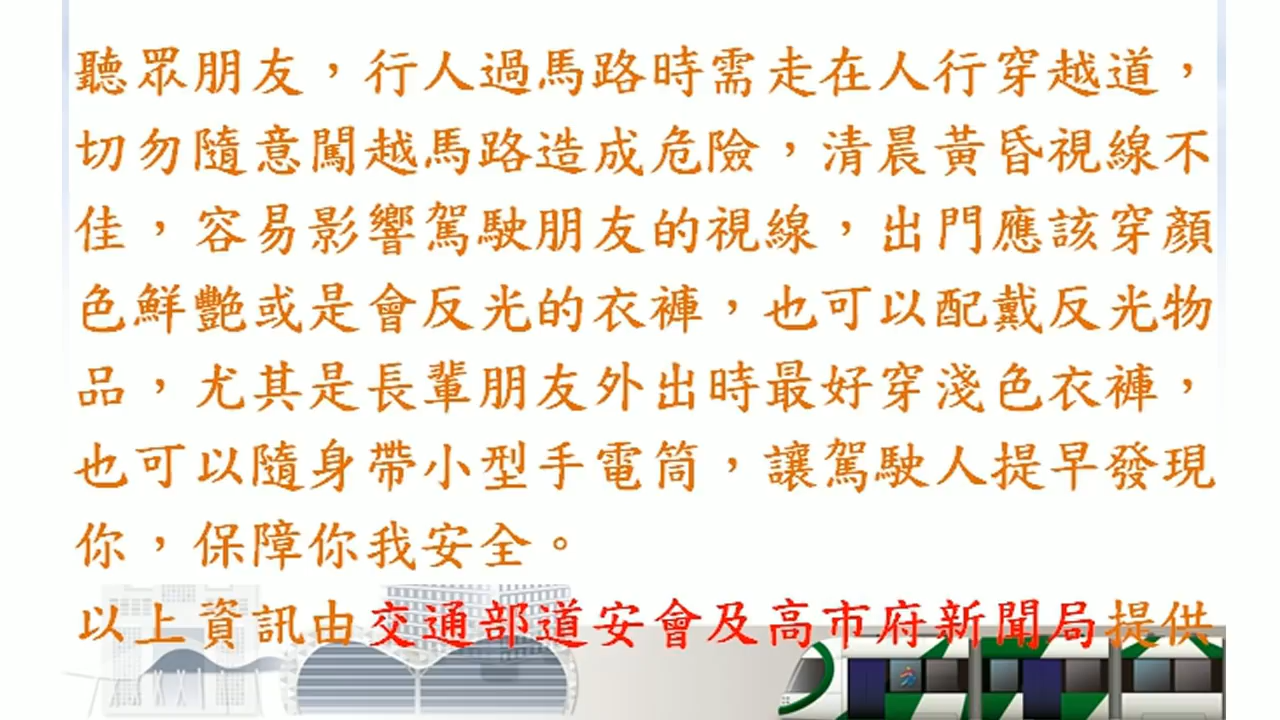 聽眾朋友，行人過馬路時需走在人行穿越道，
切勿隨意闖越馬路造成危險，清晨黃昏視線不
佳，容易影響駕駛朋友的視線，出門應該穿顏
色鮮艷或是會反光的衣褲，也可以配戴反光物
品，尤其是長輩朋友外出時最好穿淺色衣褲，
也可以隨身帶小型手電筒，讓駕駛人提早發現
你，保障你我安全。
以上資訊由交通部道安會及高市府新聞局提供